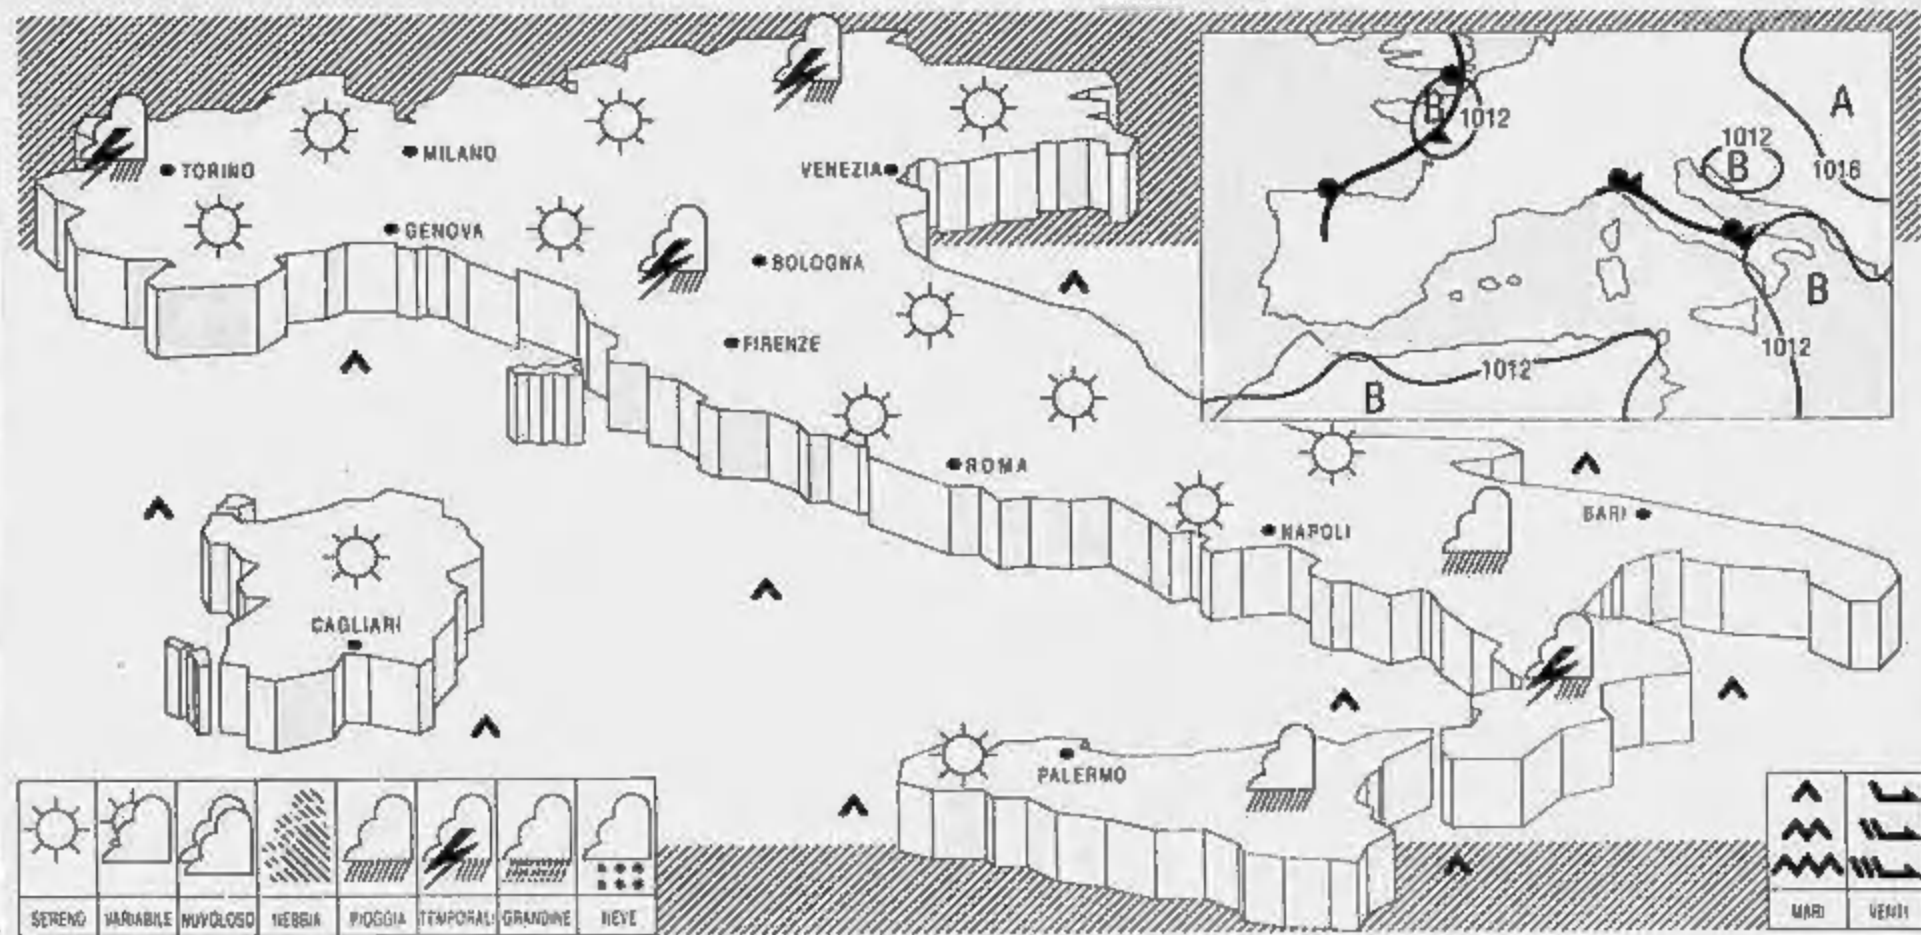 TORINO
MILANO
VENEZIA
GENOVA
BOLOGNA
FIRENZE
ROMA
NAPOLI
BARI
CAGLIARI
PALERMO
B
1012
A
1012
B
1016
B
1012
1012
B
SERENO VARIABILE NUVOLOSO NEBBIA PIOGGIA TEMPORALI GRANDINE NEVE
MARI VENTI